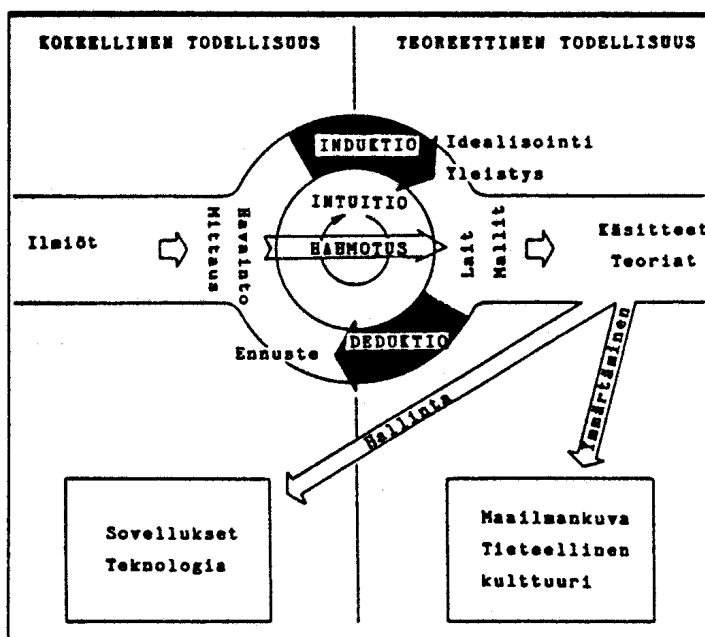 KOKEELLINEN TODELLISUUS
TEOREETTINEN TODELLISUUS
INDUKTIO
Idealisointi
Yleistys
INTUITIO
Ilmiöt
Mittaus
Havainto
HAHMOTUS
Lait
Mallit
Käsitteet
Teoriat
Ennuste
DEDUKTIO
Hallinta
Ymmärtäminen
Sovellukset
Teknologia
Maailmankuva
Tieteellinen
kulttuuri